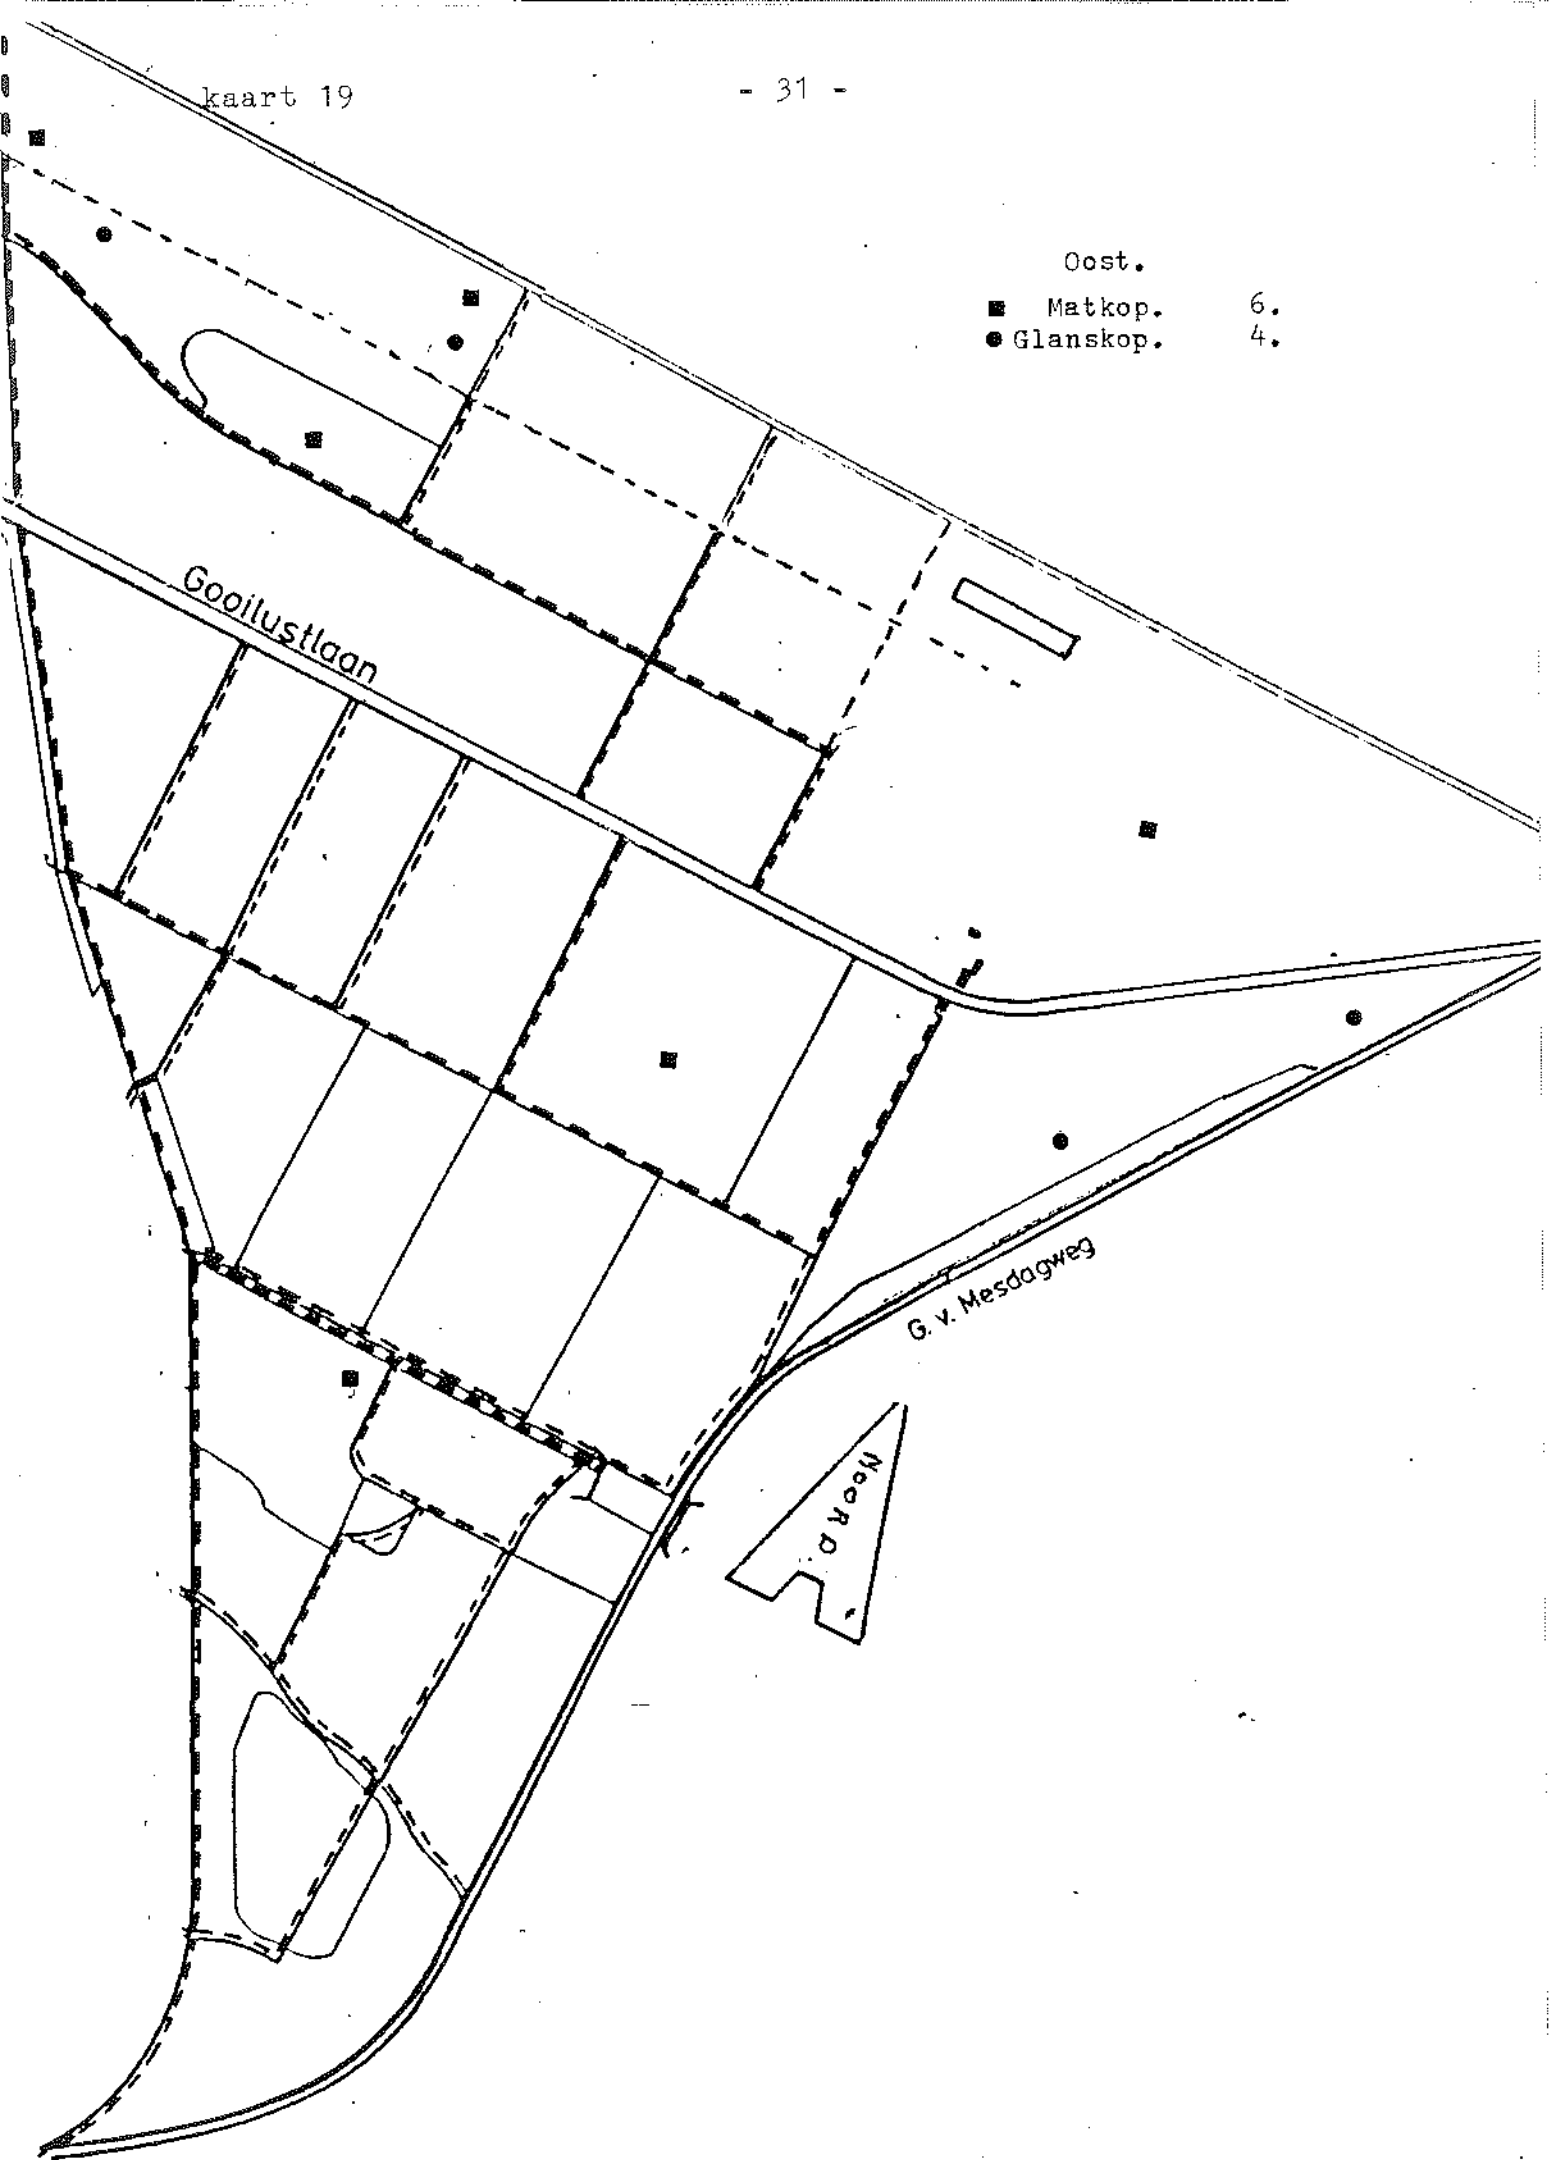 kaart 19
- 31 -
Oost.
■ Matkop. 6.
● Glanskop. 4.
Gooilustlaan
G. v. Mesdagweg
NOORD.